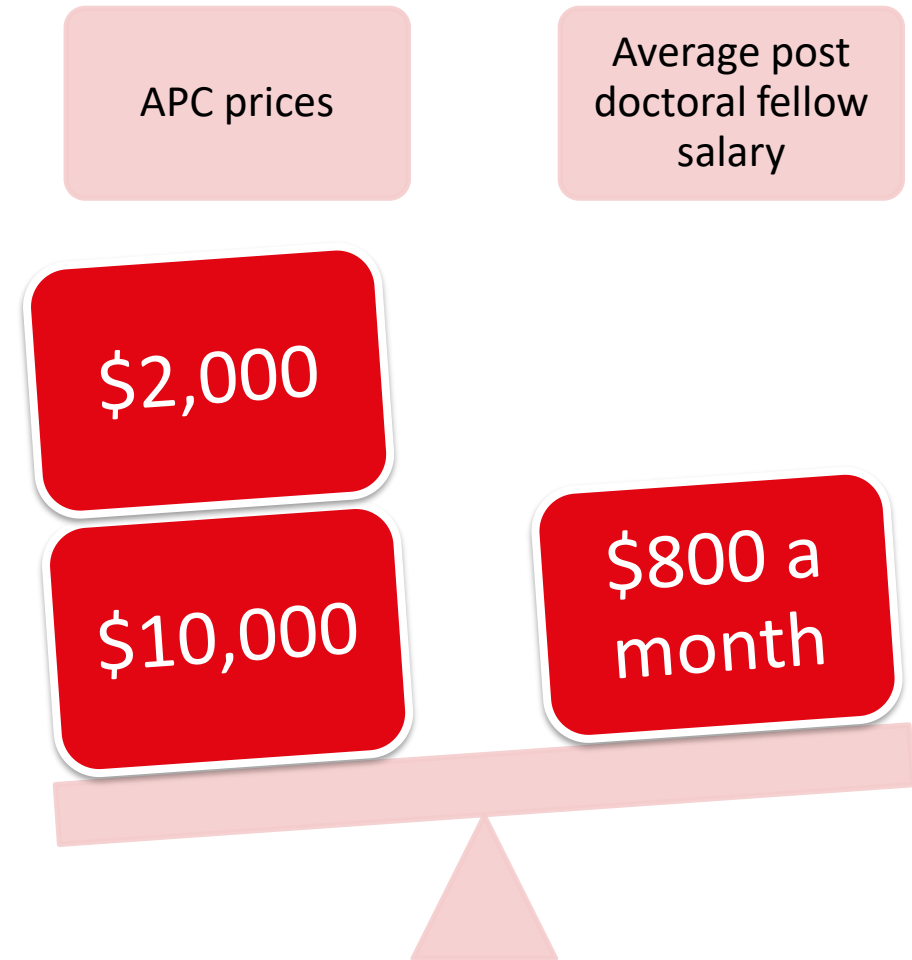 APC prices
Average post
doctoral fellow
salary
$2,000
$10,000
$800 a
month